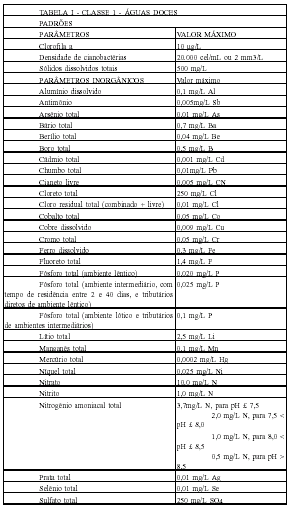 TABELA I - CLASSE 1 - ÁGUAS DOCES
PADRÕES
PARÂMETROS VALOR MÁXIMO
Clorofila a 10 µg/L
Densidade de cianobactérias 20.000 cel/mL ou 2 mm3/L
Sólidos dissolvidos totais 500 mg/L
PARÂMETROS INORGÂNICOS Valor máximo
Alumínio dissolvido 0,1 mg/L Al
Antimônio 0,005mg/L Sb
Arsênio total 0,01 mg/L As
Bário total 0,7 mg/L Ba
Berílio total 0,04 mg/L Be
Boro total 0,5 mg/L B
Cádmio total 0,001 mg/L Cd
Chumbo total 0,01mg/L Pb
Cianeto livre 0,005 mg/L CN
Cloreto total 250 mg/L Cl
Cloro residual total (combinado + livre) 0,01 mg/L Cl
Cobalto total 0,05 mg/L Co
Cobre dissolvido 0,009 mg/L Cu
Cromo total 0,05 mg/L Cr
Ferro dissolvido 0,3 mg/L Fe
Fluoreto total 1,4 mg/L F
Fósforo total (ambiente lêntico) 0,020 mg/L P
Fósforo total (ambiente intermediário, com 0,025 mg/L P
tempo de residência entre 2 e 40 dias, e tributários
diretos de ambiente lêntico)
Fósforo total (ambiente lótico e tributários 0,1 mg/L P
de ambientes intermediários)
Lítio total 2,5 mg/L Li
Manganês total 0,1 mg/L Mn
Mercúrio total 0,0002 mg/L Hg
Níquel total 0,025 mg/L Ni
Nitrato 10,0 mg/L N
Nitrito 1,0 mg/L N
Nitrogênio amoniacal total 3,7mg/L N, para pH £ 7,5
2,0 mg/L N, para 7,5 <
pH £ 8,0
1,0 mg/L N, para 8,0 <
pH £ 8,5
0,5 mg/L N, para pH >
8,5
Prata total 0,01 mg/L Ag
Selênio total 0,01 mg/L Se
Sulfato total 250 mg/L SO4